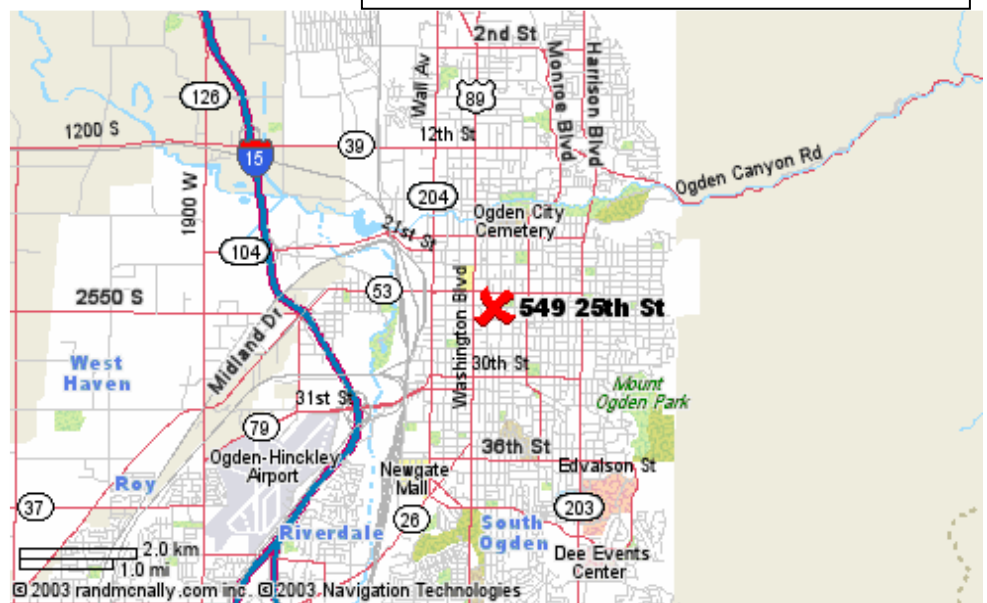 2nd St
Monroe Blvd
Harrison Blvd
Wall Av
89
126
1200 S
15
39
12th St
Ogden Canyon Rd
1900 W
204
Ogden City
Cemetery
21st St
104
2550 S
53
Washington Blvd
549 25th St
Midland Dr
West
Haven
30th St
Mount
Ogden Park
31st St
79
36th St
Ogden-Hinckley
Airport
Newgate
Mall
Edvalson St
Roy
37
26
203
Riverdale
South
Ogden
Dee Events
Center
2.0 km
1.0 mi
© 2003 randmcnally.com inc. © 2003 Navigation Technologies